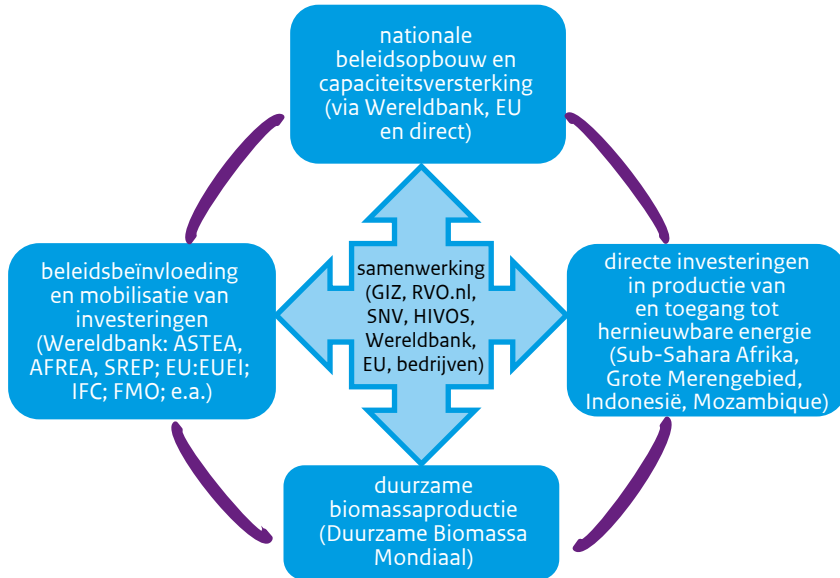 nationale
beleidsopbouw en
capaciteitsversterking
(via Wereldbank, EU
en direct)
beleidsbeïnvloeding
en mobilisatie van
investeringen
(Wereldbank: ASTEA,
AFREA, SREP; EU:EUEI;
IFC; FMO; e.a.)
samenwerking
(GIZ, RVO.nl,
SNV, HIVOS,
Wereldbank,
EU, bedrijven)
directe investeringen
in productie van
en toegang tot
hernieuwbare energie
(Sub-Sahara Afrika,
Grote Merengebied,
Indonesië, Mozambique)
duurzame
biomassaproductie
(Duurzame Biomassa
Mondiaal)